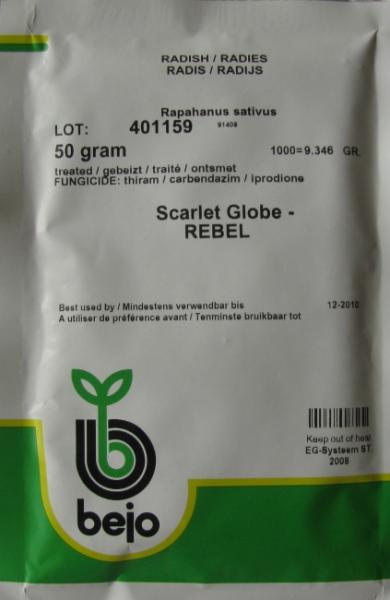 RADISH / RADIES
RADIS / RADIJS
Rapahanus sativus
LOT: 401159 91408
50 gram 1000=9.346 GR.
treated / gebeizt / traité / ontsmet
FUNGICIDE: thiram / carbendazim / iprodione
Scarlet Globe -
REBEL
Best used by / Mindestens verwendbar bis 12-2010
A utiliser de préférence avant / Tenminste bruikbaar tot
Keep out of heat
EG-Systeem ST.
2008
bejo